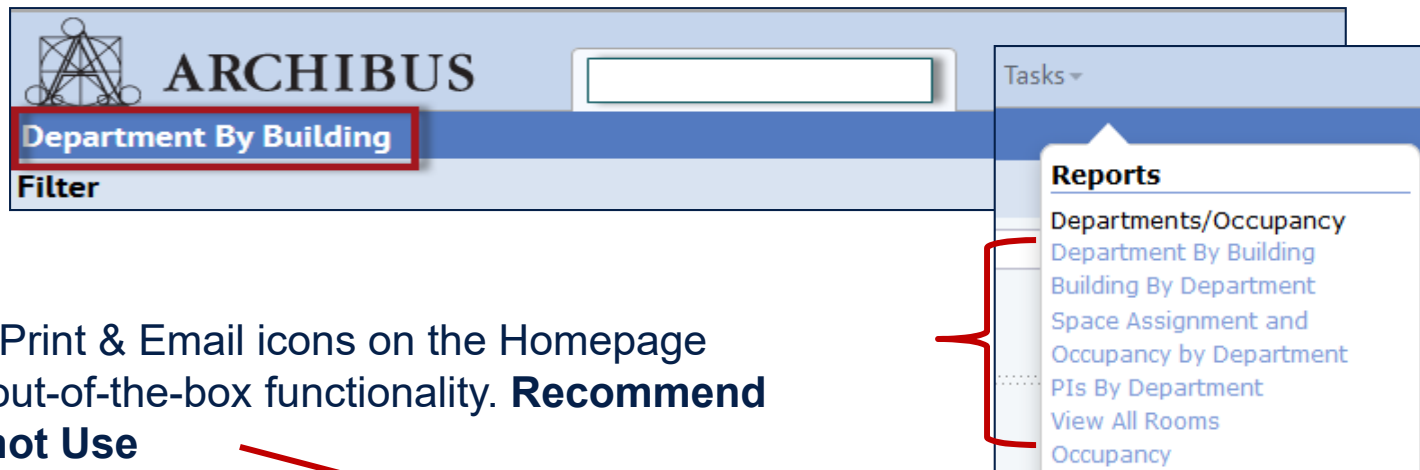 ARCHIBUS
Department By Building
Filter
Tasks
Reports
Departments/Occupancy
Department By Building
Building By Department
Space Assignment and
Occupancy by Department
PIs By Department
View All Rooms
Occupancy
Print & Email icons on the Homepage
out-of-the-box functionality. Recommend
not Use